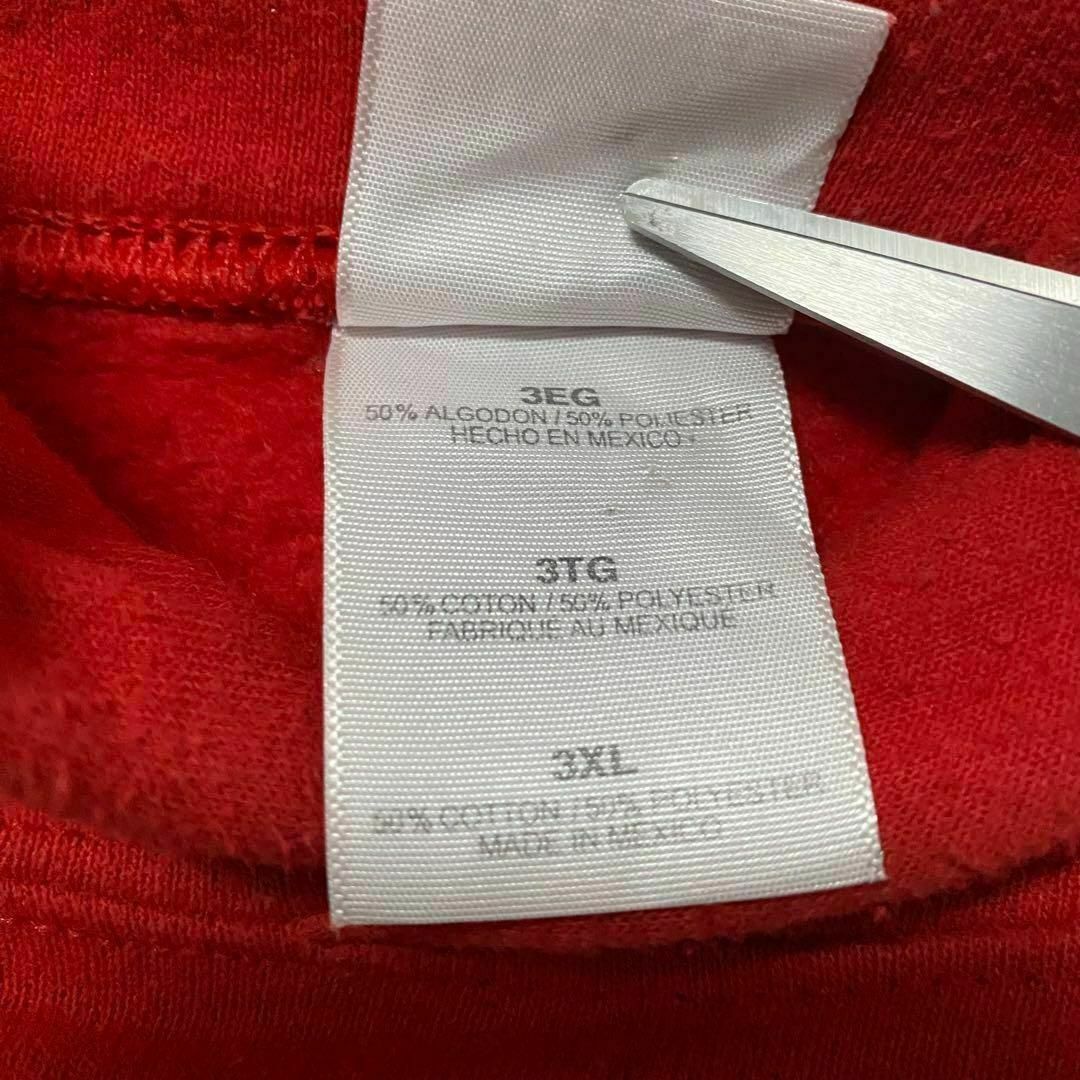 3EG
50% ALGODON / 50% POLIESTER
HECHO EN MEXICO
3TG
50% COTON / 50% POLYESTER
FABRIQUE AU MEXIQUE
3XL
50% COTTON / 50% POLYESTER
MADE IN MEXICO